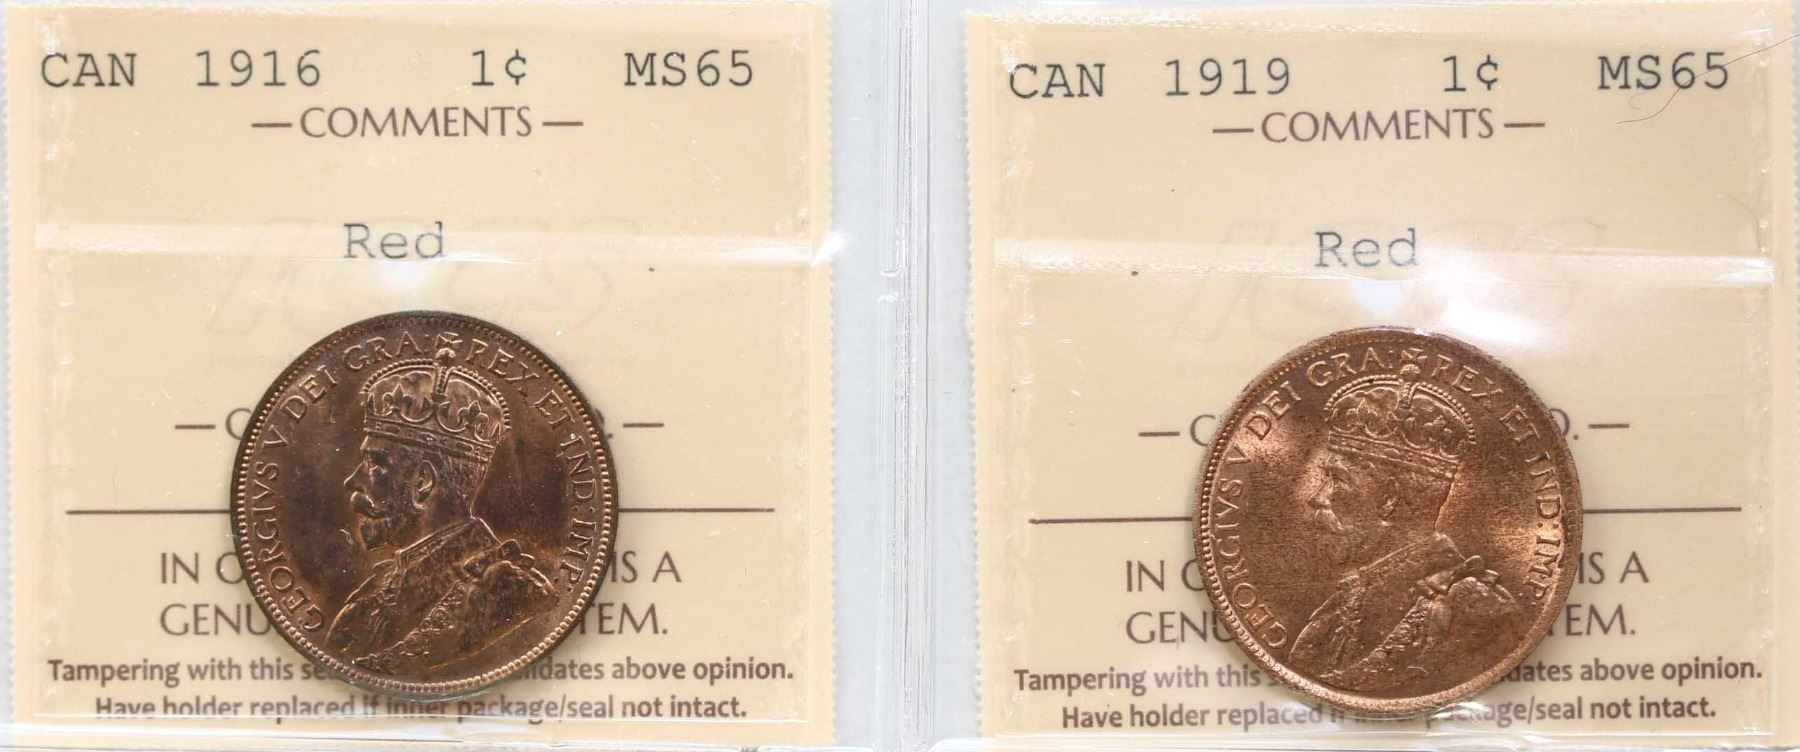 CAN 1916 1¢ MS65
—COMMENTS—
Red
GEORGIVS V DEI GRA: REX ET IND: IMP:
IN IS A
GENU TEM.
Tampering with this se idates above opinion.
Have holder replaced if inner package/seal not intact.
CAN 1919 1¢ MS65
—COMMENTS—
Red
GEORGIVS V DEI GRA: REX ET IND: IMP:
IN IS A
GENU TEM.
Tampering with this dates above opinion.
Have holder replaced package/seal not intact.